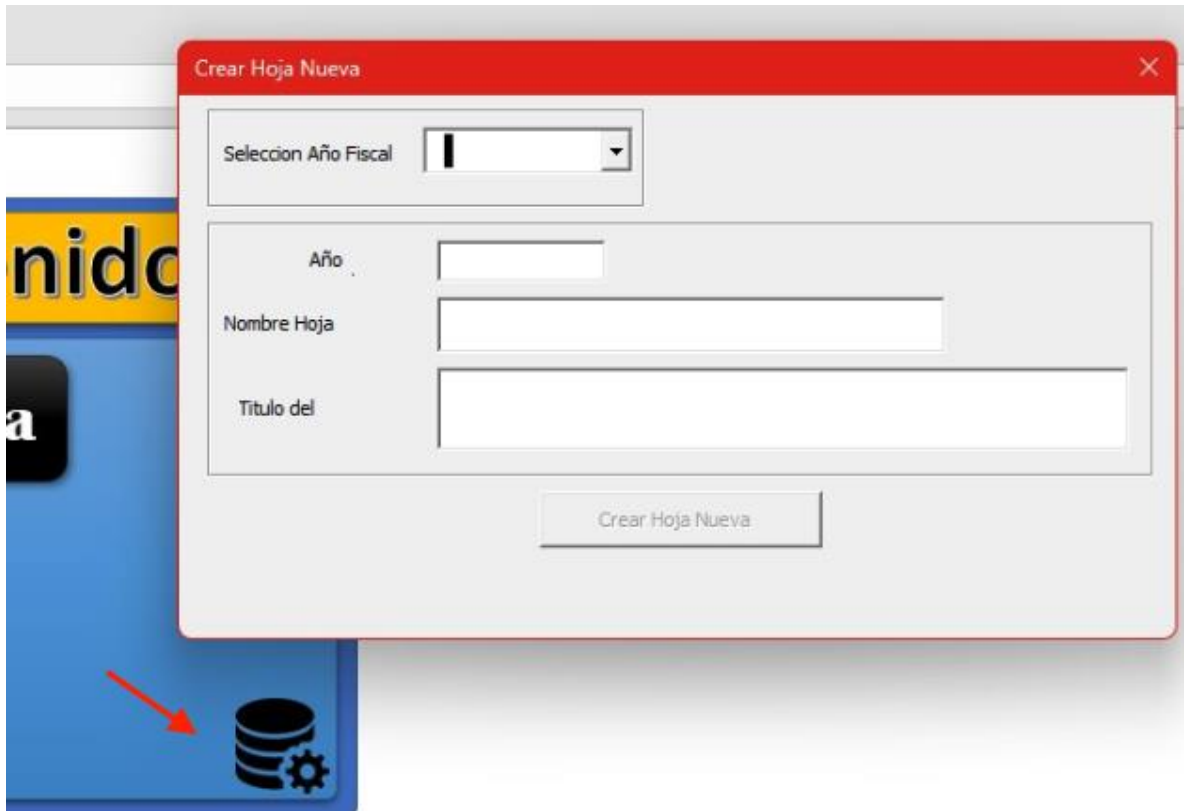 Crear Hoja Nueva
Seleccion Año Fiscal
nido
Año .
Nombre Hoja
a
Titulo del
Crear Hoja Nueva